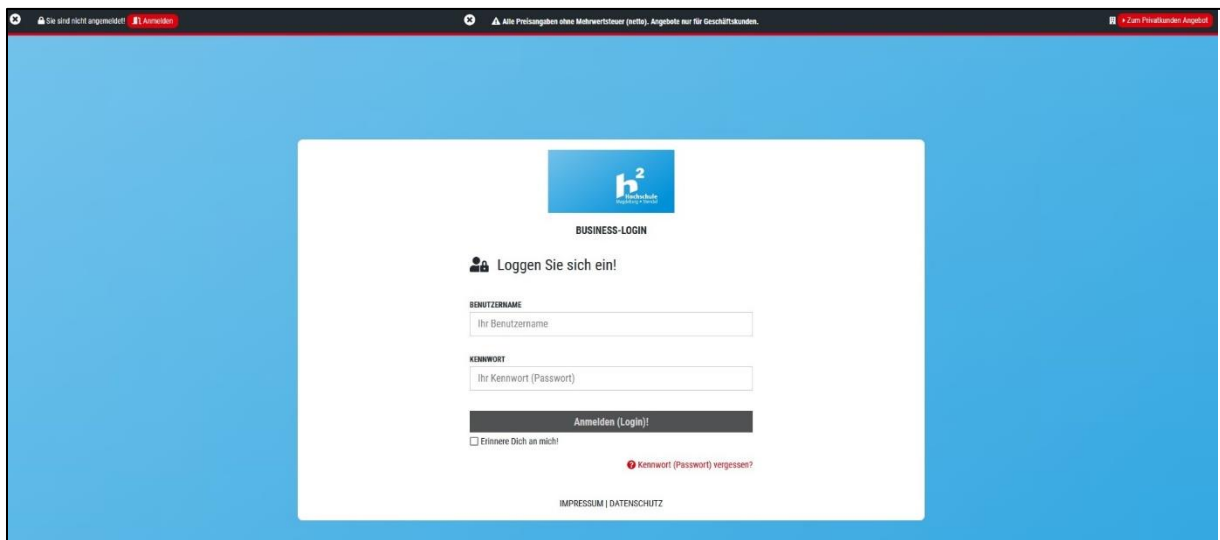 Sie sind nicht angemeldet! Anmelden
Alle Preisangaben ohne Mehrwertsteuer (netto). Angebote nur für Geschäftskunden.
Zum Privatkunden Angebot
h²
Hochschule
Magdeburg • Stendal
BUSINESS-LOGIN
Loggen Sie sich ein!
BENUTZERNAME
Ihr Benutzername
KENNWORT
Ihr Kennwort (Passwort)
Anmelden (Login)!
Erinnere Dich an mich!
Kennwort (Passwort) vergessen?
IMPRESSUM | DATENSCHUTZ